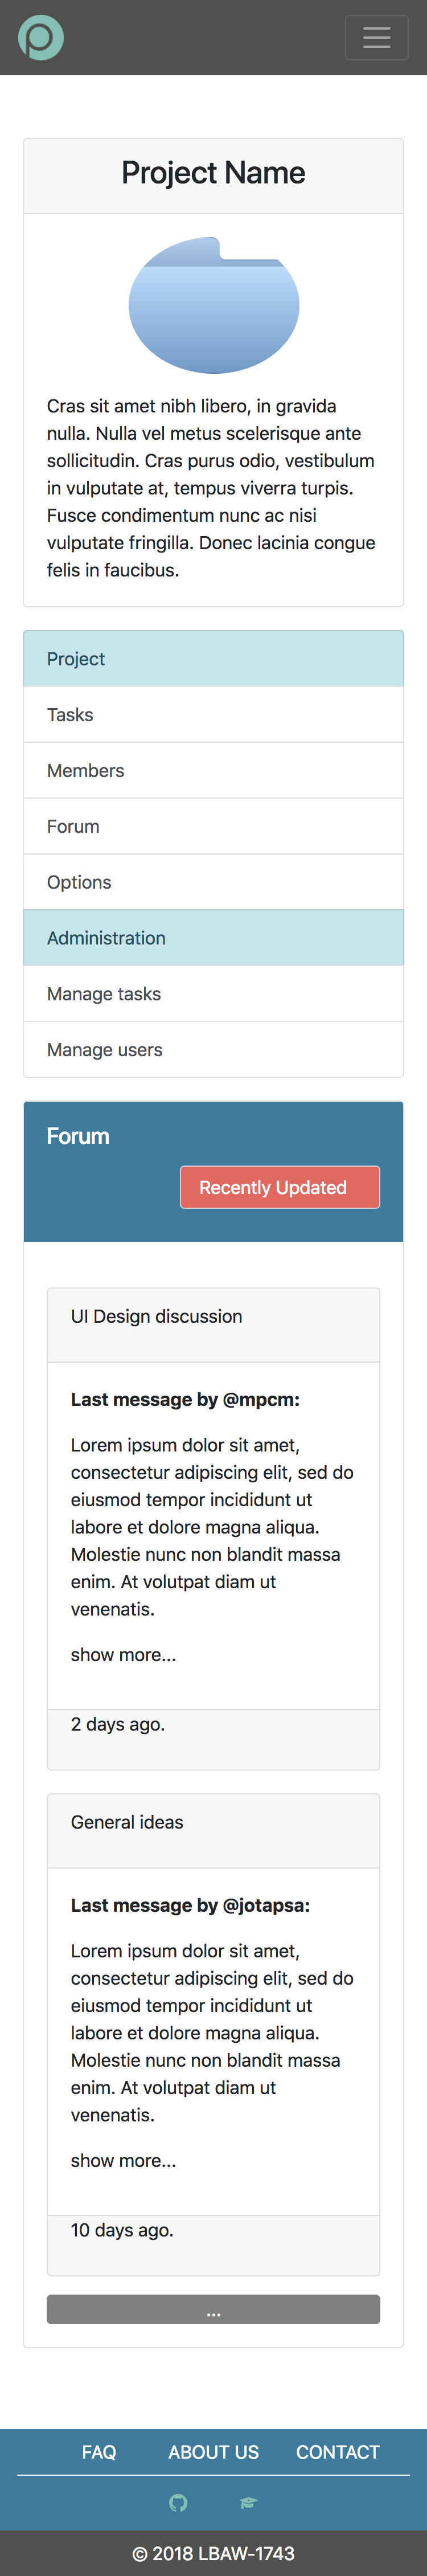 Project Name
Cras sit amet nibh libero, in gravida
nulla. Nulla vel metus scelerisque ante
sollicitudin. Cras purus odio, vestibulum
in vulputate at, tempus viverra turpis.
Fusce condimentum nunc ac nisi
vulputate fringilla. Donec lacinia congue
felis in faucibus.
Project
Tasks
Members
Forum
Options
Administration
Manage tasks
Manage users
Forum
Recently Updated
UI Design discussion
Last message by @mpcm:
Lorem ipsum dolor sit amet,
consectetur adipiscing elit, sed do
eiusmod tempor incididunt ut
labore et dolore magna aliqua.
Molestie nunc non blandit massa
enim. At volutpat diam ut
venenatis.
show more...
2 days ago.
General ideas
Last message by @jotapsa:
Lorem ipsum dolor sit amet,
consectetur adipiscing elit, sed do
eiusmod tempor incididunt ut
labore et dolore magna aliqua.
Molestie nunc non blandit massa
enim. At volutpat diam ut
venenatis.
show more...
10 days ago.
...
FAQ ABOUT US CONTACT
© 2018 LBAW-1743